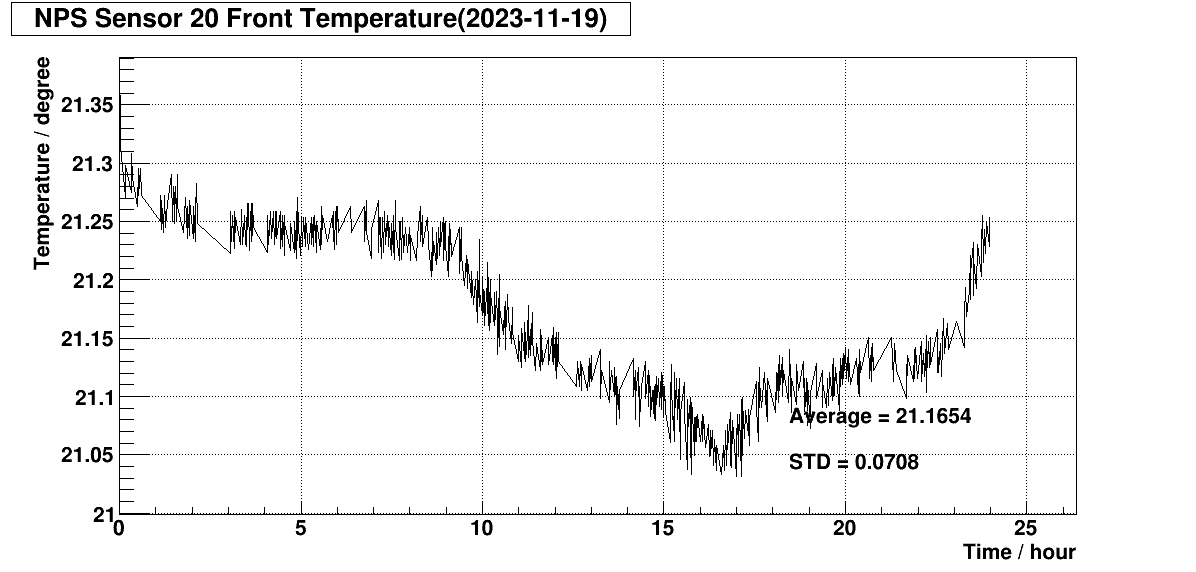 NPS Sensor 20 Front Temperature(2023-11-19)
Temperature / degree
21.35
21.3
21.25
21.2
21.15
21.1
21.05
21
0 5 10 15 20 25
Average = 21.1654
STD = 0.0708
Time / hour